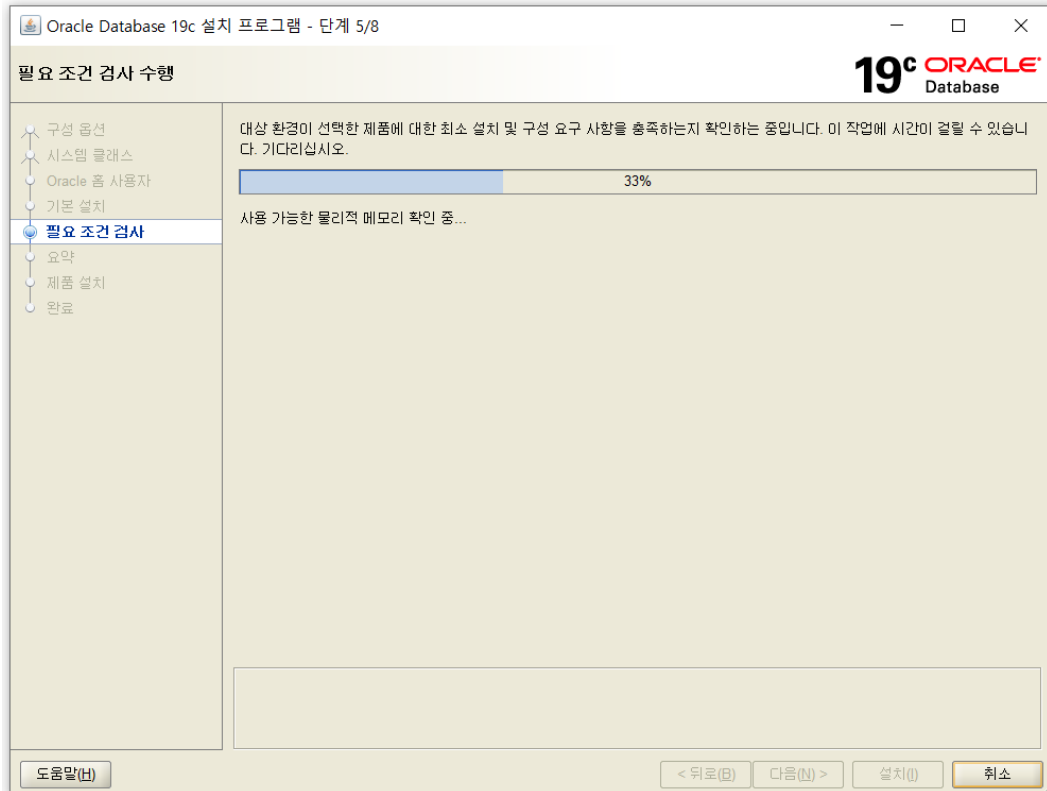 Oracle Database 19c 설치 프로그램 - 단계 5/8
필요 조건 검사 수행
19c ORACLE
Database
구성 옵션
시스템 클래스
Oracle 홈 사용자
기본 설치
필요 조건 검사
요약
제품 설치
완료
대상 환경이 선택한 제품에 대한 최소 설치 및 구성 요구 사항을 충족하는지 확인하는 중입니다. 이 작업에 시간이 걸릴 수 있습니
다. 기다리십시오.
33%
사용 가능한 물리적 메모리 확인 중...
도움말(H)
< 뒤로(B)
다음(N) >
설치(I)
취소